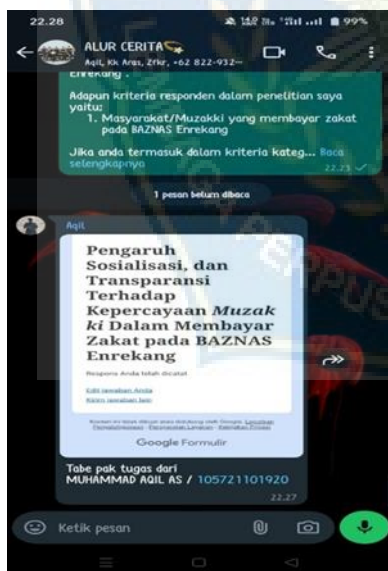 22.28
99%
ALUR CERITA
Aqil, Kk Aras, Zfkr, +62 822-932-...
Enrekang .
Adapun kriteria responden dalam penelitian saya
yaitu:
1. Masyarakat/Muzakki yang membayar zakat
pada BAZNAS Enrekang
Jika anda termasuk dalam kriteria kateg... Baca
selengkapnya
22.23
1 pesan belum dibaca
Aqil
Pengaruh
Sosialisasi, dan
Transparansi
Terhadap
Kepercayaan Muzak
ki Dalam Membayar
Zakat pada BAZNAS
Enrekang
Respons Anda telah dicatat
Edit jawaban Anda
Kirim jawaban lain
Google Formulir
Tabe pak tugas dari
MUHAMMAD AQIL AS / 105721101920
22.27
Ketik pesan